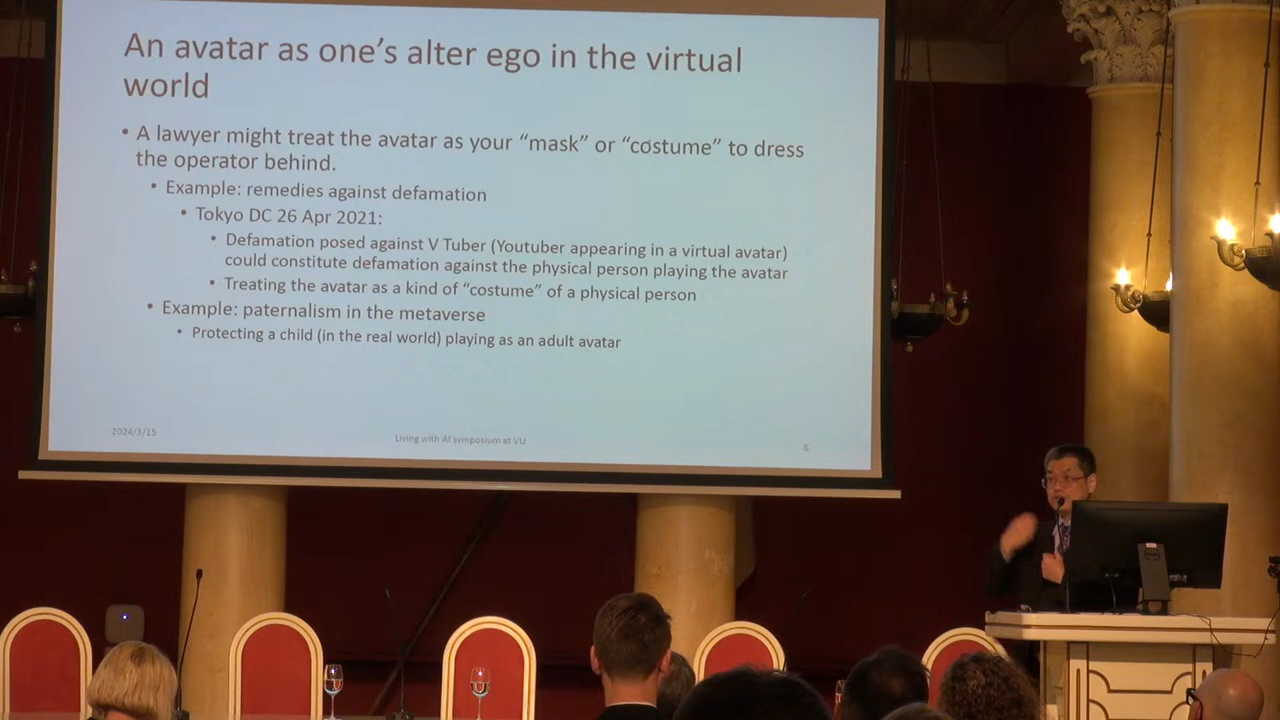 An avatar as one's alter ego in the virtual
world
• A lawyer might treat the avatar as your “mask” or “costume” to dress
the operator behind.
• Example: remedies against defamation
• Tokyo DC 26 Apr 2021:
• Defamation posed against V Tuber (Youtuber appearing in a virtual avatar)
could constitute defamation against the physical person playing the avatar
• Treating the avatar as a kind of “costume” of a physical person
• Example: paternalism in the metaverse
• Protecting a child (in the real world) playing as an adult avatar
2024/3/15
Living with AI symposium at VU
6